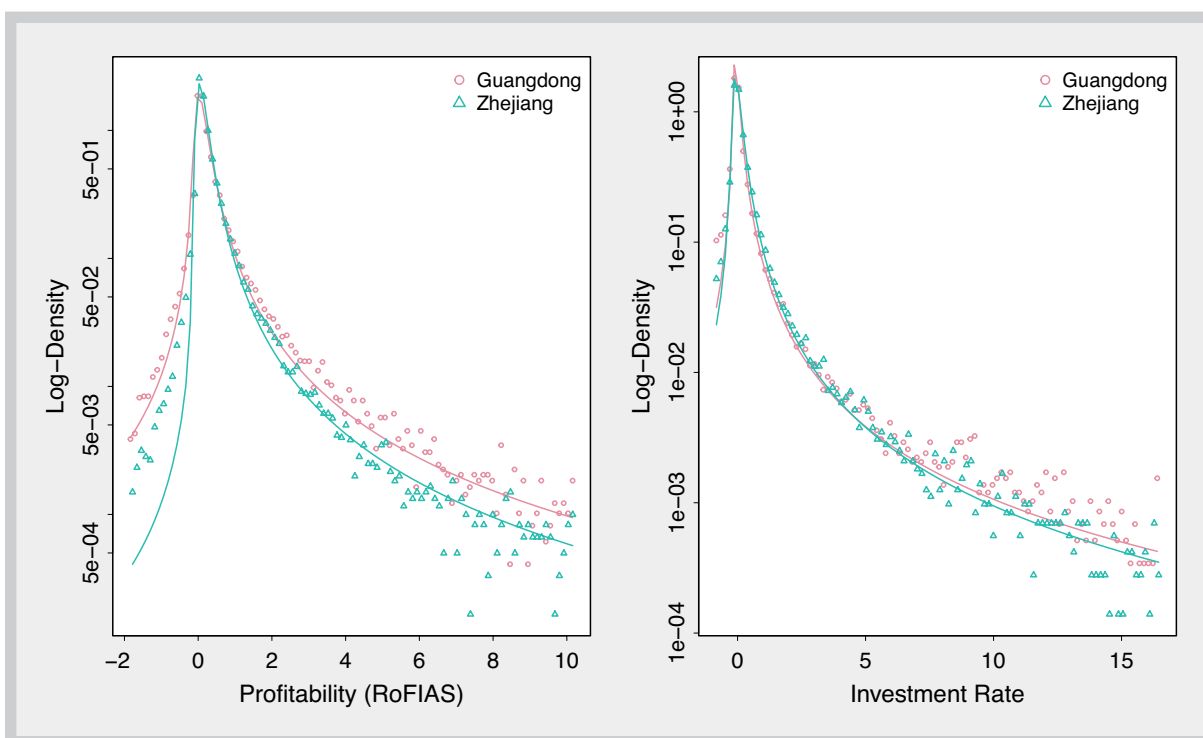 Guangdong
Zhejiang
Log−Density
5e−01
5e−02
5e−03
5e−04
−2 0 2 4 6 8 10
Profitability (RoFIAS)
Guangdong
Zhejiang
Log−Density
1e+00
1e−01
1e−02
1e−03
1e−04
0 5 10 15
Investment Rate